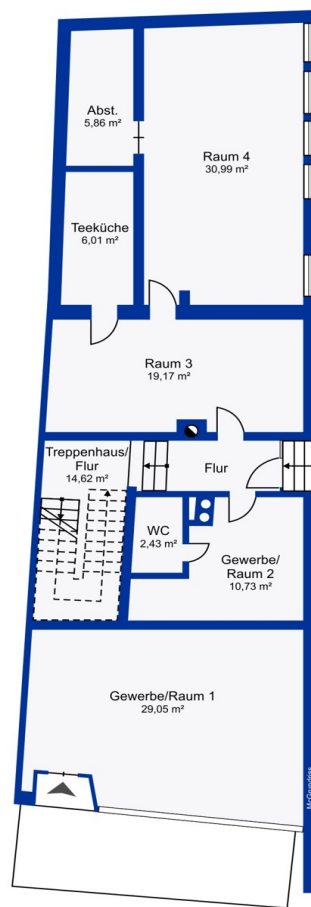 Abst.
5,86 m²
Raum 4
30,99 m²
Teeküche
6,01 m²
Raum 3
19,17 m²
Treppenhaus/
Flur
14,62 m²
Flur
WC
2,43 m²
Gewerbe/
Raum 2
10,73 m²
Gewerbe/Raum 1
29,05 m²
McGrundriss